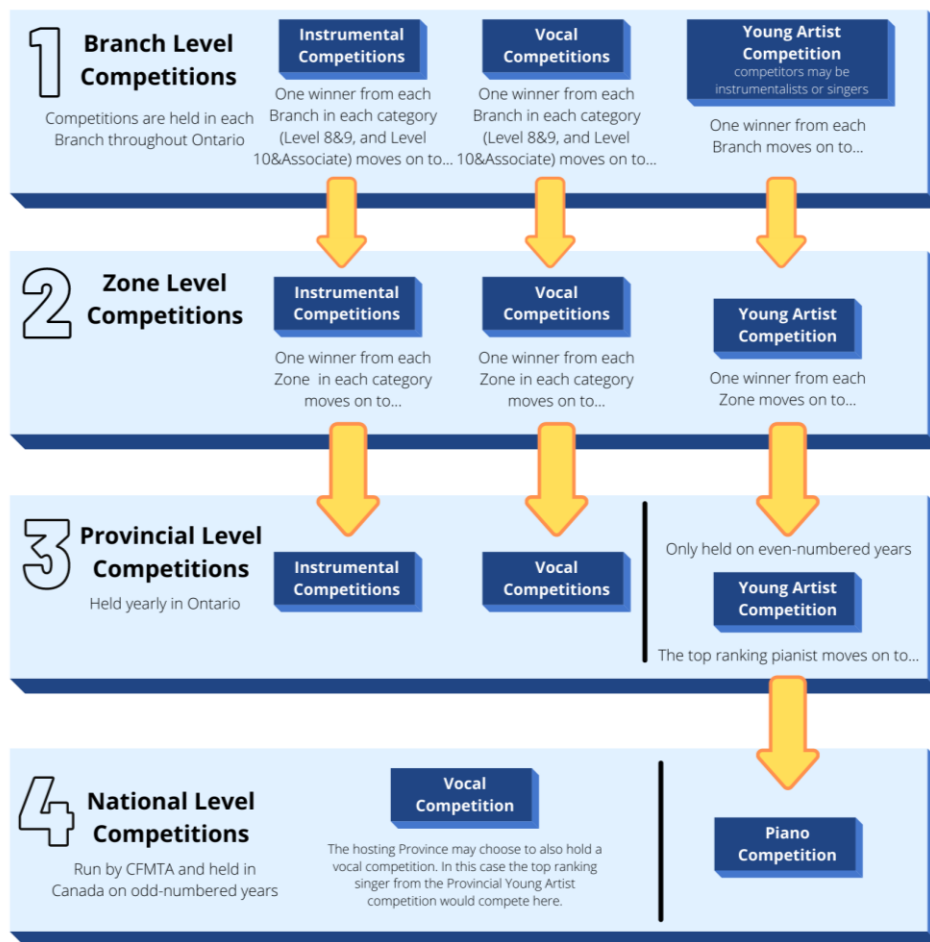 1
Branch Level
Competitions
Competitions are held in each
Branch throughout Ontario
Instrumental
Competitions
One winner from each
Branch in each category
(Level 8&9, and Level
10&Associate) moves on to...
Vocal
Competitions
One winner from each
Branch in each category
(Level 8&9, and Level
10&Associate) moves on to...
Young Artist
Competition
competitors may be
instrumentalists or singers
One winner from each
Branch moves on to...
2
Zone Level
Competitions
Instrumental
Competitions
One winner from each
Zone in each category
moves on to...
Vocal
Competitions
One winner from each
Zone in each category
moves on to...
Young Artist
Competition
One winner from each
Zone moves on to...
3
Provincial Level
Competitions
Held yearly in Ontario
Instrumental
Competitions
Vocal
Competitions
Only held on even-numbered years
Young Artist
Competition
The top ranking pianist moves on to...
4
National Level
Competitions
Run by CFMTA and held in
Canada on odd-numbered years
Vocal
Competition
The hosting Province may choose to also hold a
vocal competition. In this case the top ranking
singer from the Provincial Young Artist
competition would compete here.
Piano
Competition